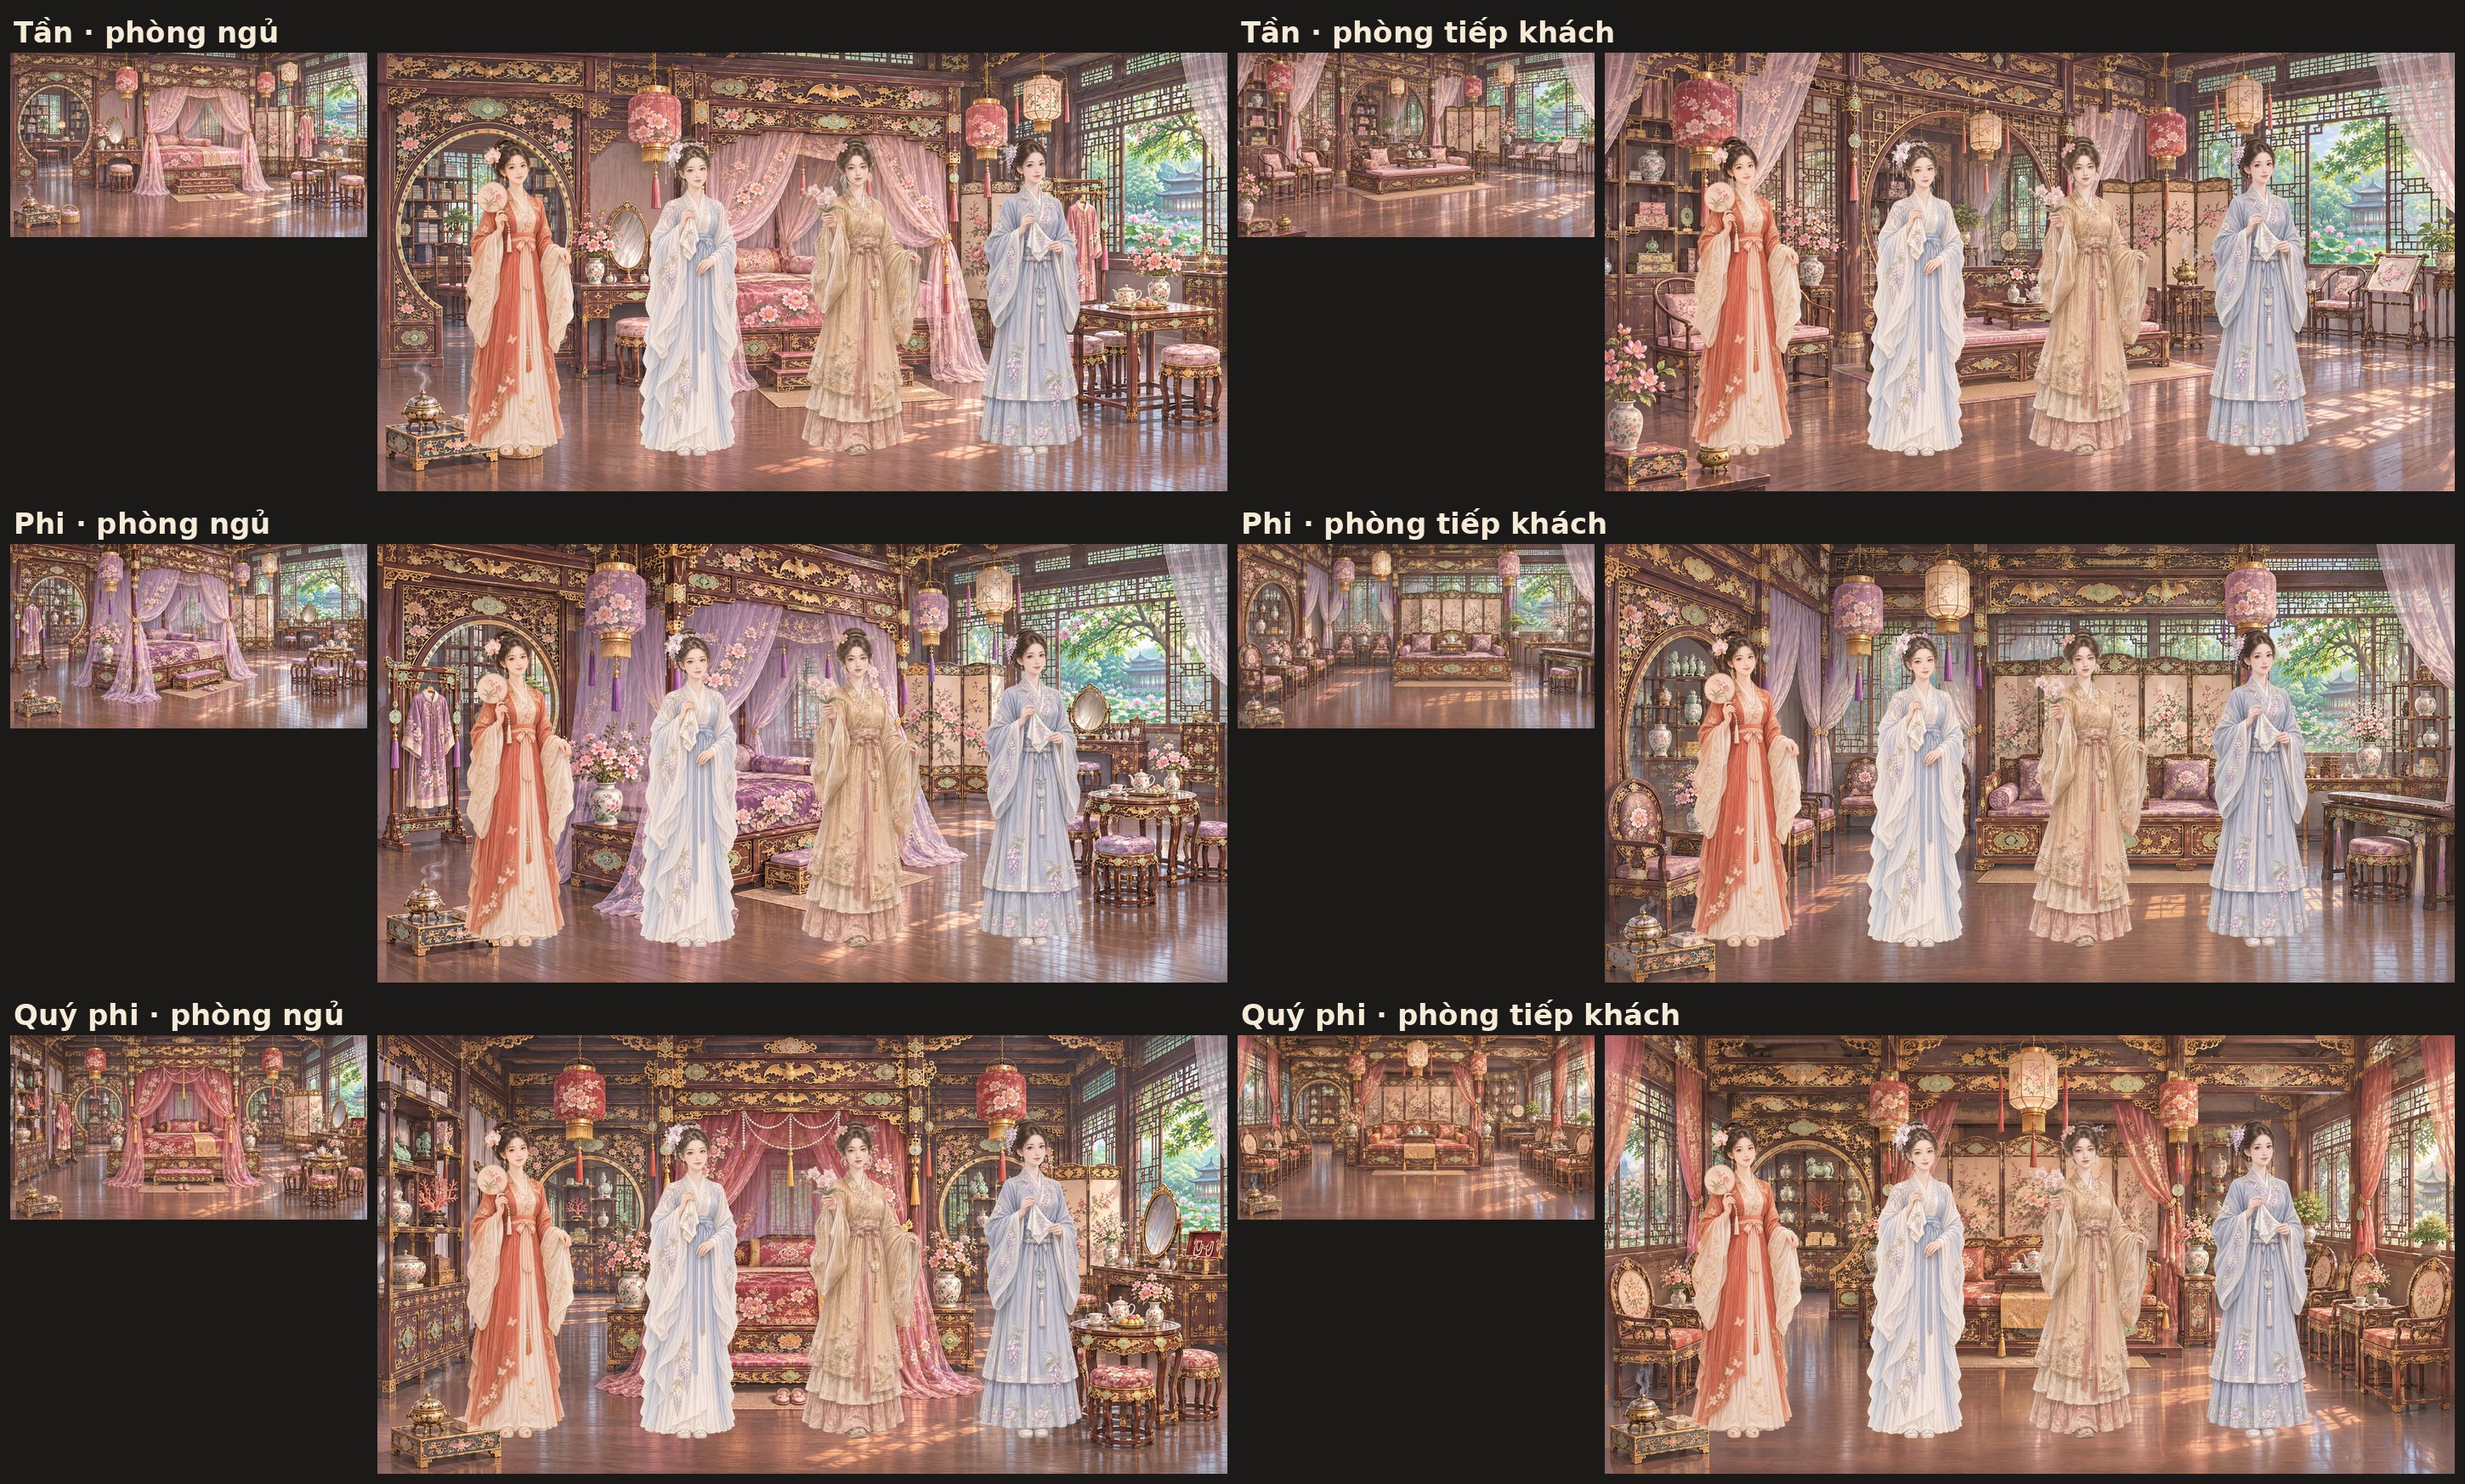 Tần · phòng ngủ
Tần · phòng tiếp khách
Phi · phòng ngủ
Phi · phòng tiếp khách
Quý phi · phòng ngủ
Quý phi · phòng tiếp khách